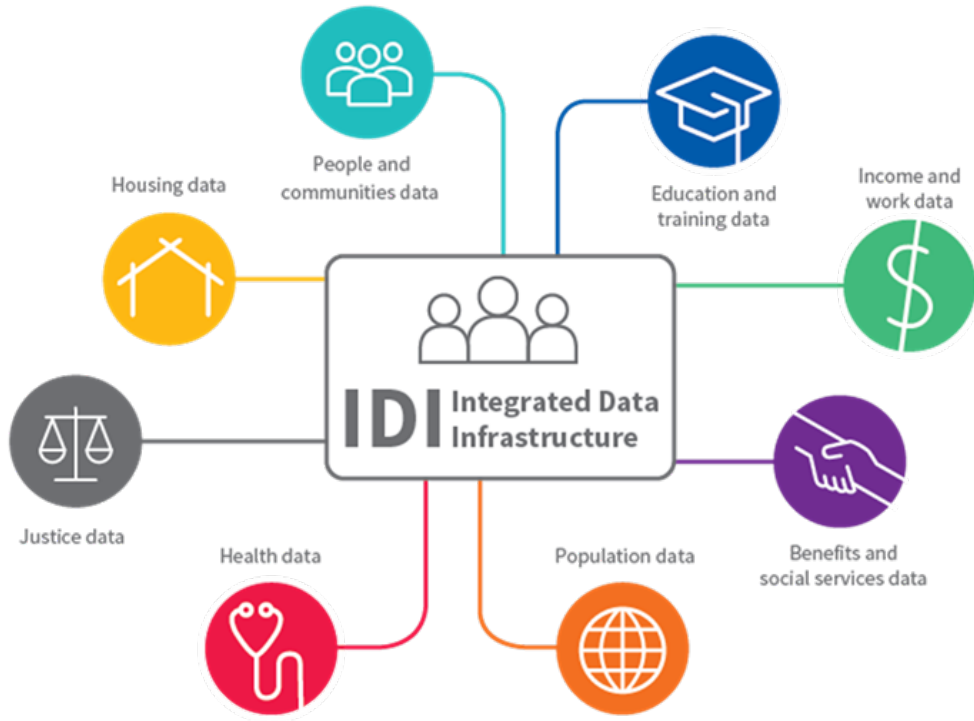 People and
communities data
Education and
training data
Income and
work data
Housing data
IDI
Integrated Data
Infrastructure
Justice data
Benefits and
social services data
Health data
Population data